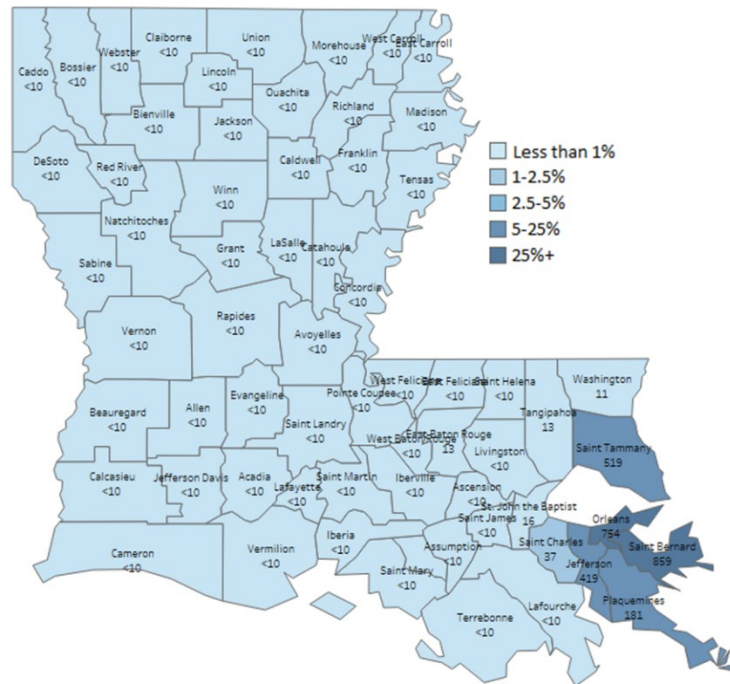 Claiborne
<10
Union
<10
Morehouse
<10
West Carroll
<10
East Carroll
<10
Webster
<10
Bossier
<10
Caddo
<10
Lincoln
<10
Ouachita
<10
Richland
<10
Madison
<10
Bienville
<10
Jackson
<10
Caldwell
<10
Franklin
<10
Tensas
<10
DeSoto
<10
Red River
<10
Winn
<10
Natchitoches
<10
Grant
<10
LaSalle
<10
Catahoula
<10
Concordia
<10
Sabine
<10
Vernon
<10
Rapides
<10
Avoyelles
<10
Less than 1%
1-2.5%
2.5-5%
5-25%
25%+
Beauregard
<10
Allen
<10
Evangeline
<10
Saint Landry
<10
Pointe Coupee
<10
West Feliciana
<10
East Feliciana
<10
Saint Helena
<10
Tangipahoa
13
Washington
11
Saint Tammany
519
West Baton Rouge
<10
East Baton Rouge
13
Livingston
<10
Calcasieu
<10
Jefferson Davis
<10
Acadia
<10
Lafayette
<10
Saint Martin
<10
Iberville
<10
Ascension
<10
St. John the Baptist
16
Saint James
<10
Orleans
754
Saint Bernard
859
Saint Charles
37
Jefferson
419
Plaquemines
181
Cameron
<10
Vermilion
<10
Iberia
<10
Saint Mary
<10
Assumption
<10
Terrebonne
<10
Lafourche
<10